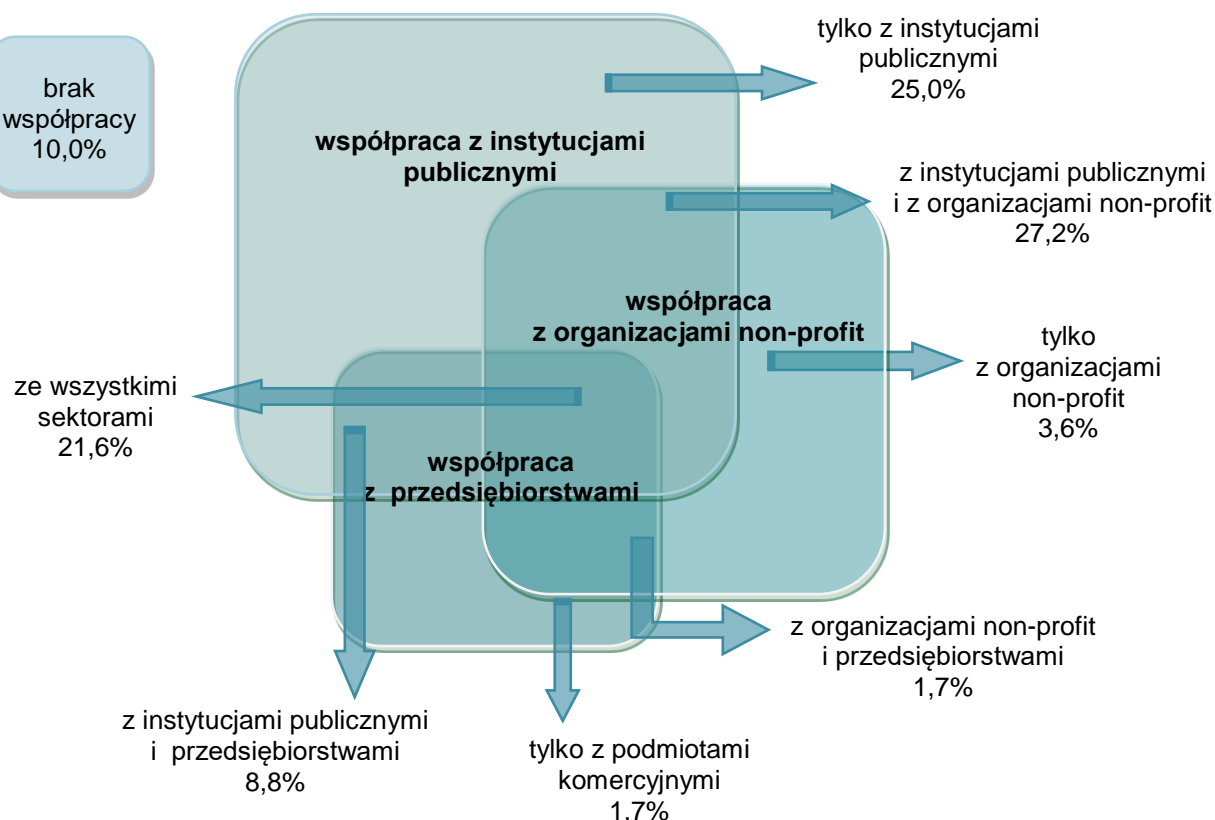 brak
współpracy
10,0%
tylko z instytucjami
publicznymi
25,0%
współpraca z instytucjami
publicznymi
z instytucjami publicznymi
i z organizacjami non-profit
27,2%
współpraca
z organizacjami non-profit
tylko
z organizacjami
non-profit
3,6%
ze wszystkimi
sektorami
21,6%
współpraca
z przedsiębiorstwami
z organizacjami non-profit
i przedsiębiorstwami
1,7%
z instytucjami publicznymi
i przedsiębiorstwami
8,8%
tylko z podmiotami
komercyjnymi
1,7%